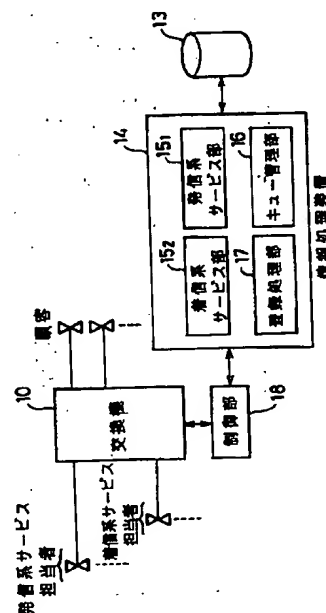 発信系サービス
担当者
着信系サービス
担当者
10
交換機
顧客
制御部
18
14
15₂
着信系
サービス部
15₁
発信系
サービス部
17
登録処理部
16
キュー管理部
情報処理装置
13